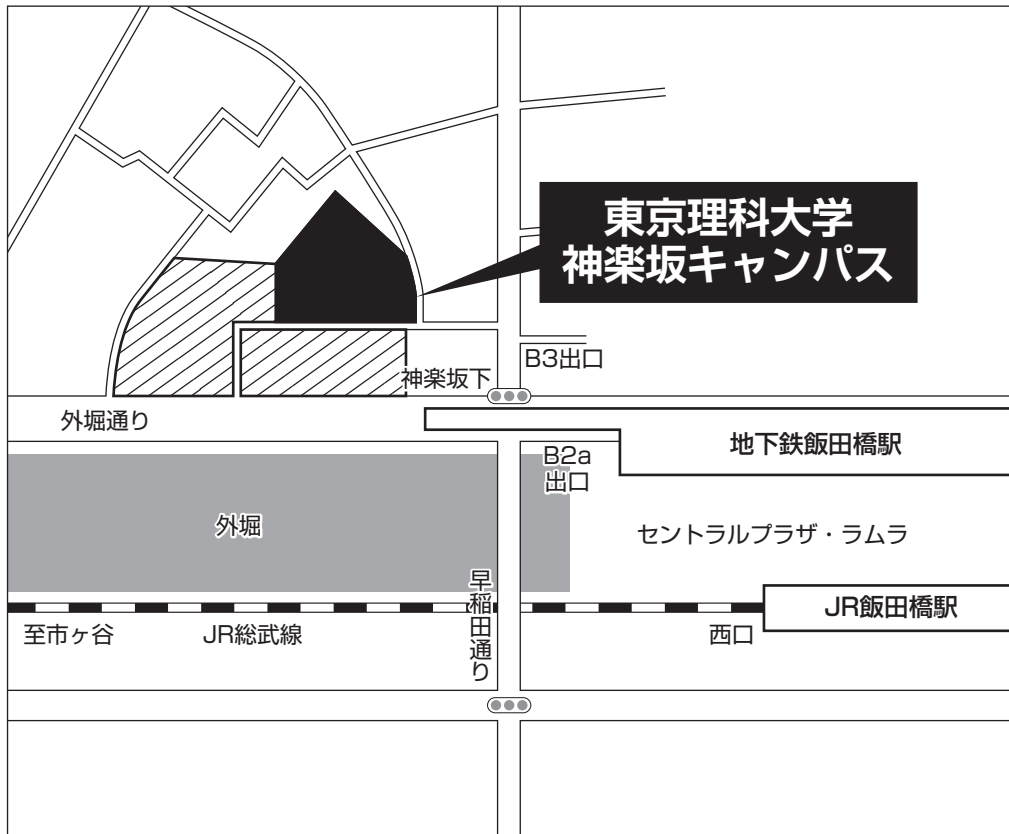 東京理科大学
神楽坂キャンパス
B3出口
神楽坂下
外堀通り
地下鉄飯田橋駅
B2a
出口
外堀
セントラルプラザ・ラムラ
早稲田通り
JR飯田橋駅
至市ヶ谷
JR総武線
西口